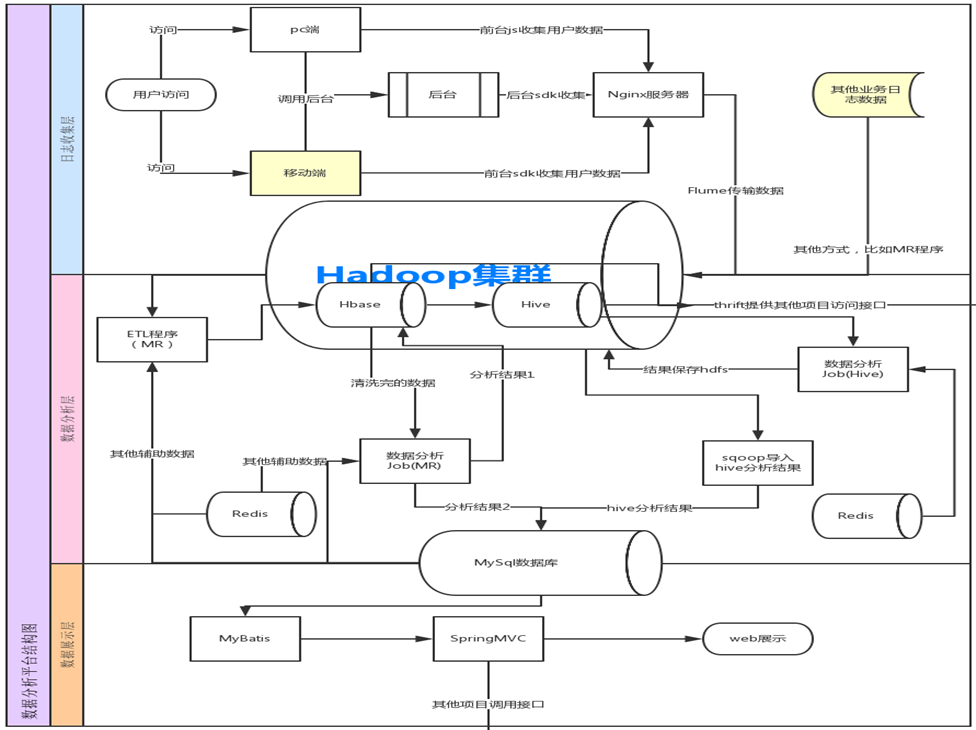 数据分析平台结构图
日志收集层
访问
pc端
前台js收集用户数据
用户访问
调用后台
后台
后台sdk收集
Nginx服务器
其他业务日
志数据
访问
移动端
前台sdk收集用户数据
Flume传输数据
其他方式，比如MR程序
Hadoop集群
数据分析层
Hbase
Hive
thrift提供其他项目访问接口
ETL程序
（MR）
清洗完的数据
分析结果1
结果保存hdfs
数据分析
Job(Hive)
其他辅助数据
其他辅助数据
数据分析
Job(MR)
sqoop导入
hive分析结果
Redis
分析结果2
hive分析结果
Redis
MySql数据库
数据展示层
MyBatis
SpringMVC
web展示
其他项目调用接口